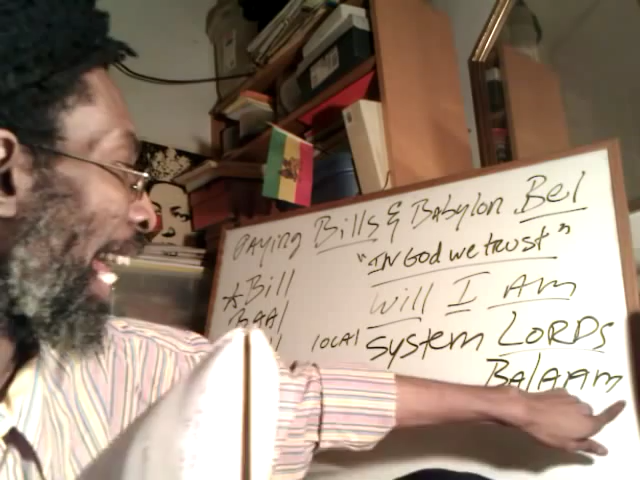 PAYing Bills & Babylon Bel
"IN God we trust"
* Bill
Will I Am
BAAl
local system LORDS
BAlAAm